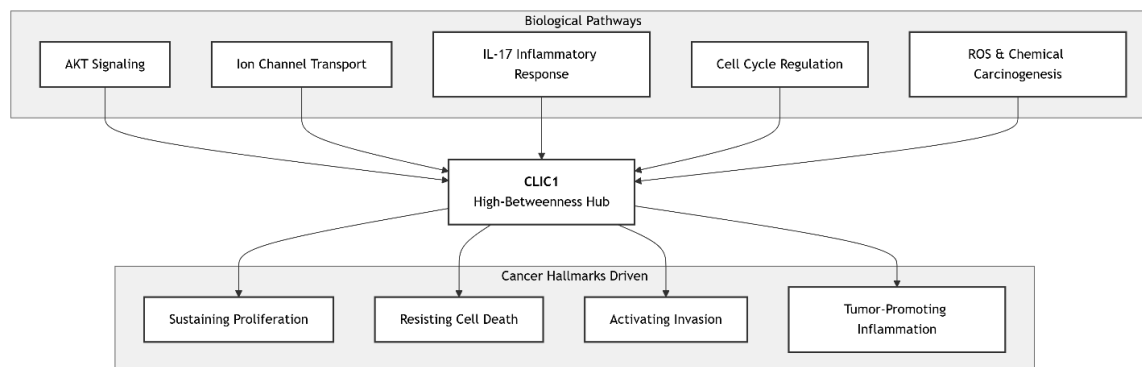 Biological Pathways
AKT Signaling
Ion Channel Transport
IL-17 Inflammatory
Response
Cell Cycle Regulation
ROS & Chemical
Carcinogenesis
CLIC1
High-Betweenness Hub
Cancer Hallmarks Driven
Sustaining Proliferation
Resisting Cell Death
Activating Invasion
Tumor-Promoting
Inflammation